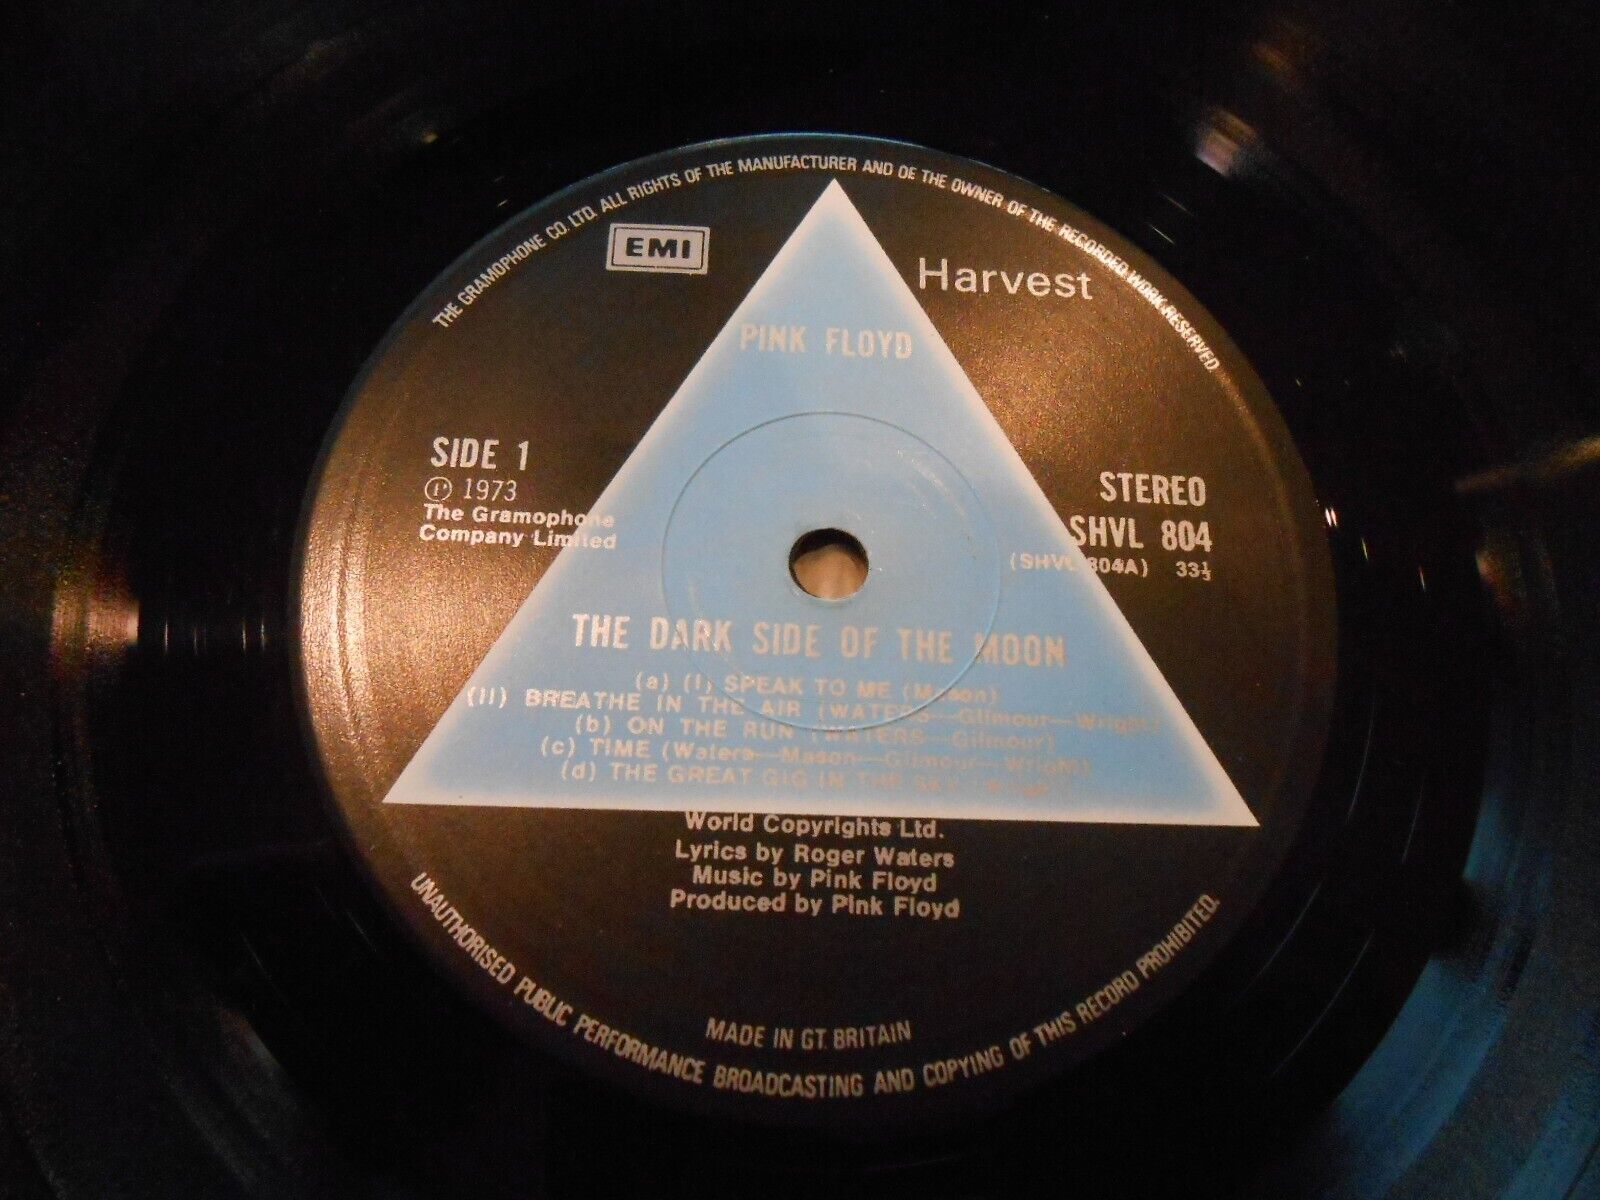 THE GRAMOPHONE CO. LTD. ALL RIGHTS OF THE MANUFACTURER AND OF THE OWNER OF THE RECORDED WORK RESERVED.
EMI
Harvest
PINK FLOYD
SIDE 1
Ⓟ 1973
The Gramophone
Company Limited
STEREO
SHVL 804
(SHVL 804A) 33⅓
THE DARK SIDE OF THE MOON
(a) (I) SPEAK TO ME (Mason)
(II) BREATHE IN THE AIR (WATERS—Gilmour—Wright)
(b) ON THE RUN (WATERS—Gilmour)
(c) TIME (Waters—Mason—Gilmour—Wright)
(d) THE GREAT GIG IN THE SKY (Wright)
World Copyrights Ltd.
Lyrics by Roger Waters
Music by Pink Floyd
Produced by Pink Floyd
MADE IN GT. BRITAIN
UNAUTHORISED PUBLIC PERFORMANCE BROADCASTING AND COPYING OF THIS RECORD PROHIBITED.